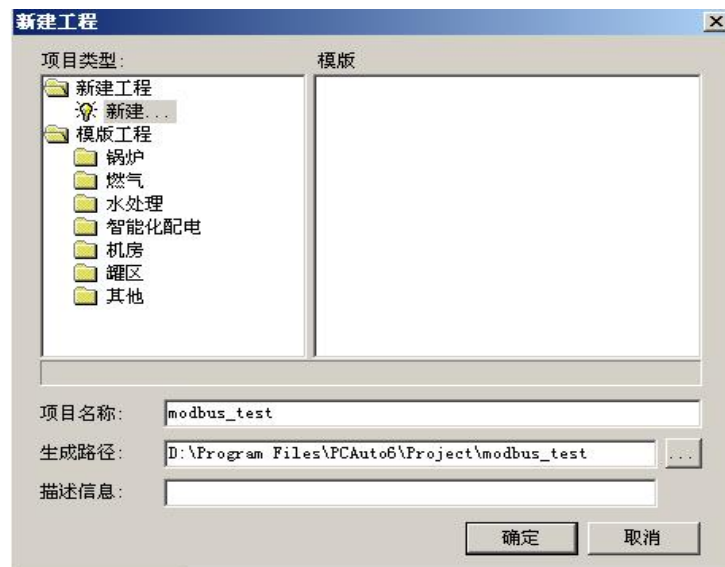 新建工程
项目类型: 模版
新建工程
新建...
模版工程
锅炉
燃气
水处理
智能化配电
机房
罐区
其他
项目名称: modbus_test
生成路径: D:\Program Files\PCAuto6\Project\modbus_test ...
描述信息:
确定 取消